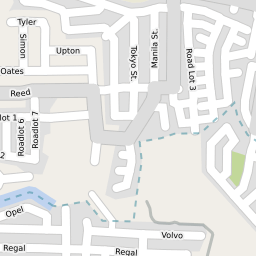 Tyler
Simon
Upton
Tokyo St.
Manila St.
Oates
Road Lot 3
Reed
lot 1
Roadlot 6
Roadlot 7
2
Opel
Volvo
Regal
Regal